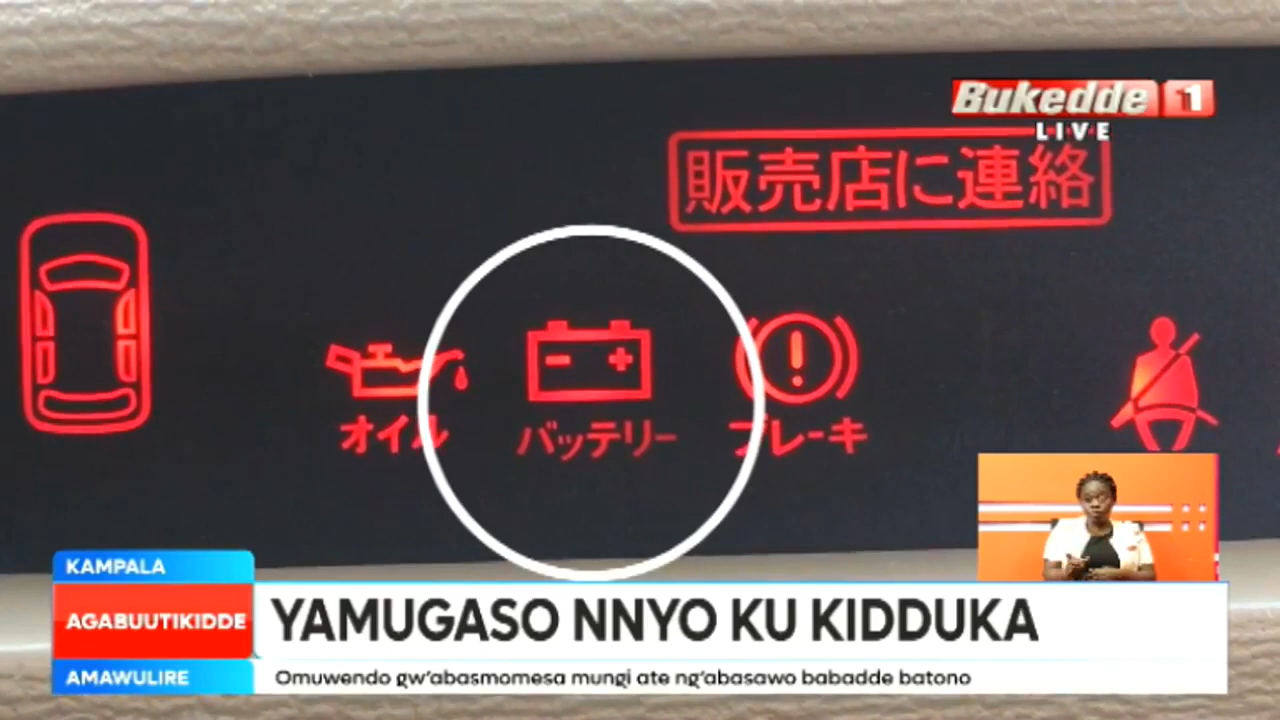 Bukedde 1
LIVE
販売店に連絡
オイル
バッテリー
ブレーキ
KAMPALA
AGABUUTIKIDDE
YAMUGASO NNYO KU KIDDUKA
AMAWULIRE
Omuwendo gw'abasmomesa mungi ate ng'abasawo babadde batono